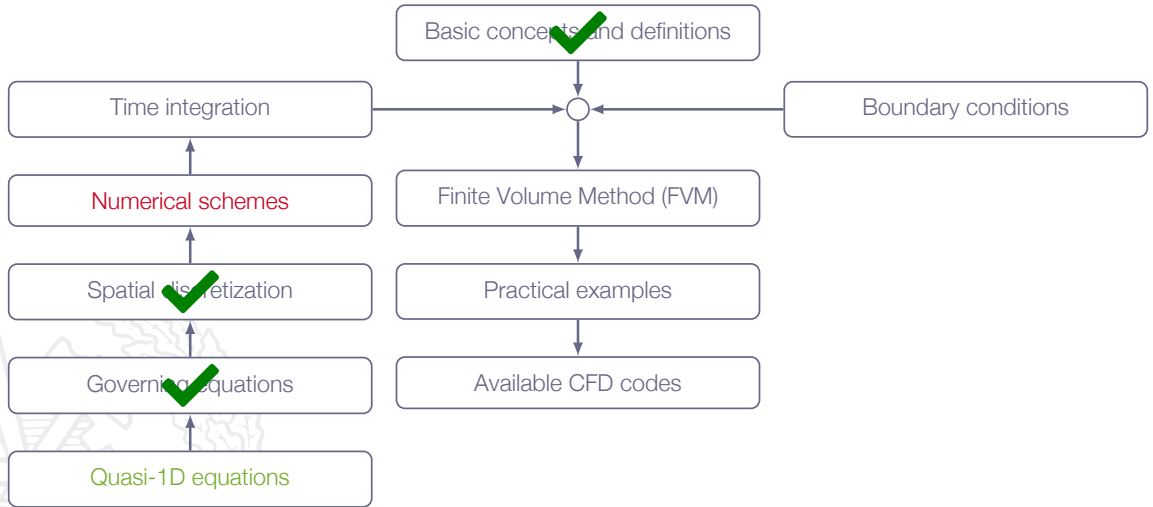 Basic concepts and definitions
Time integration
Boundary conditions
Numerical schemes
Finite Volume Method (FVM)
Spatial discretization
Practical examples
Governing equations
Available CFD codes
Quasi-1D equations